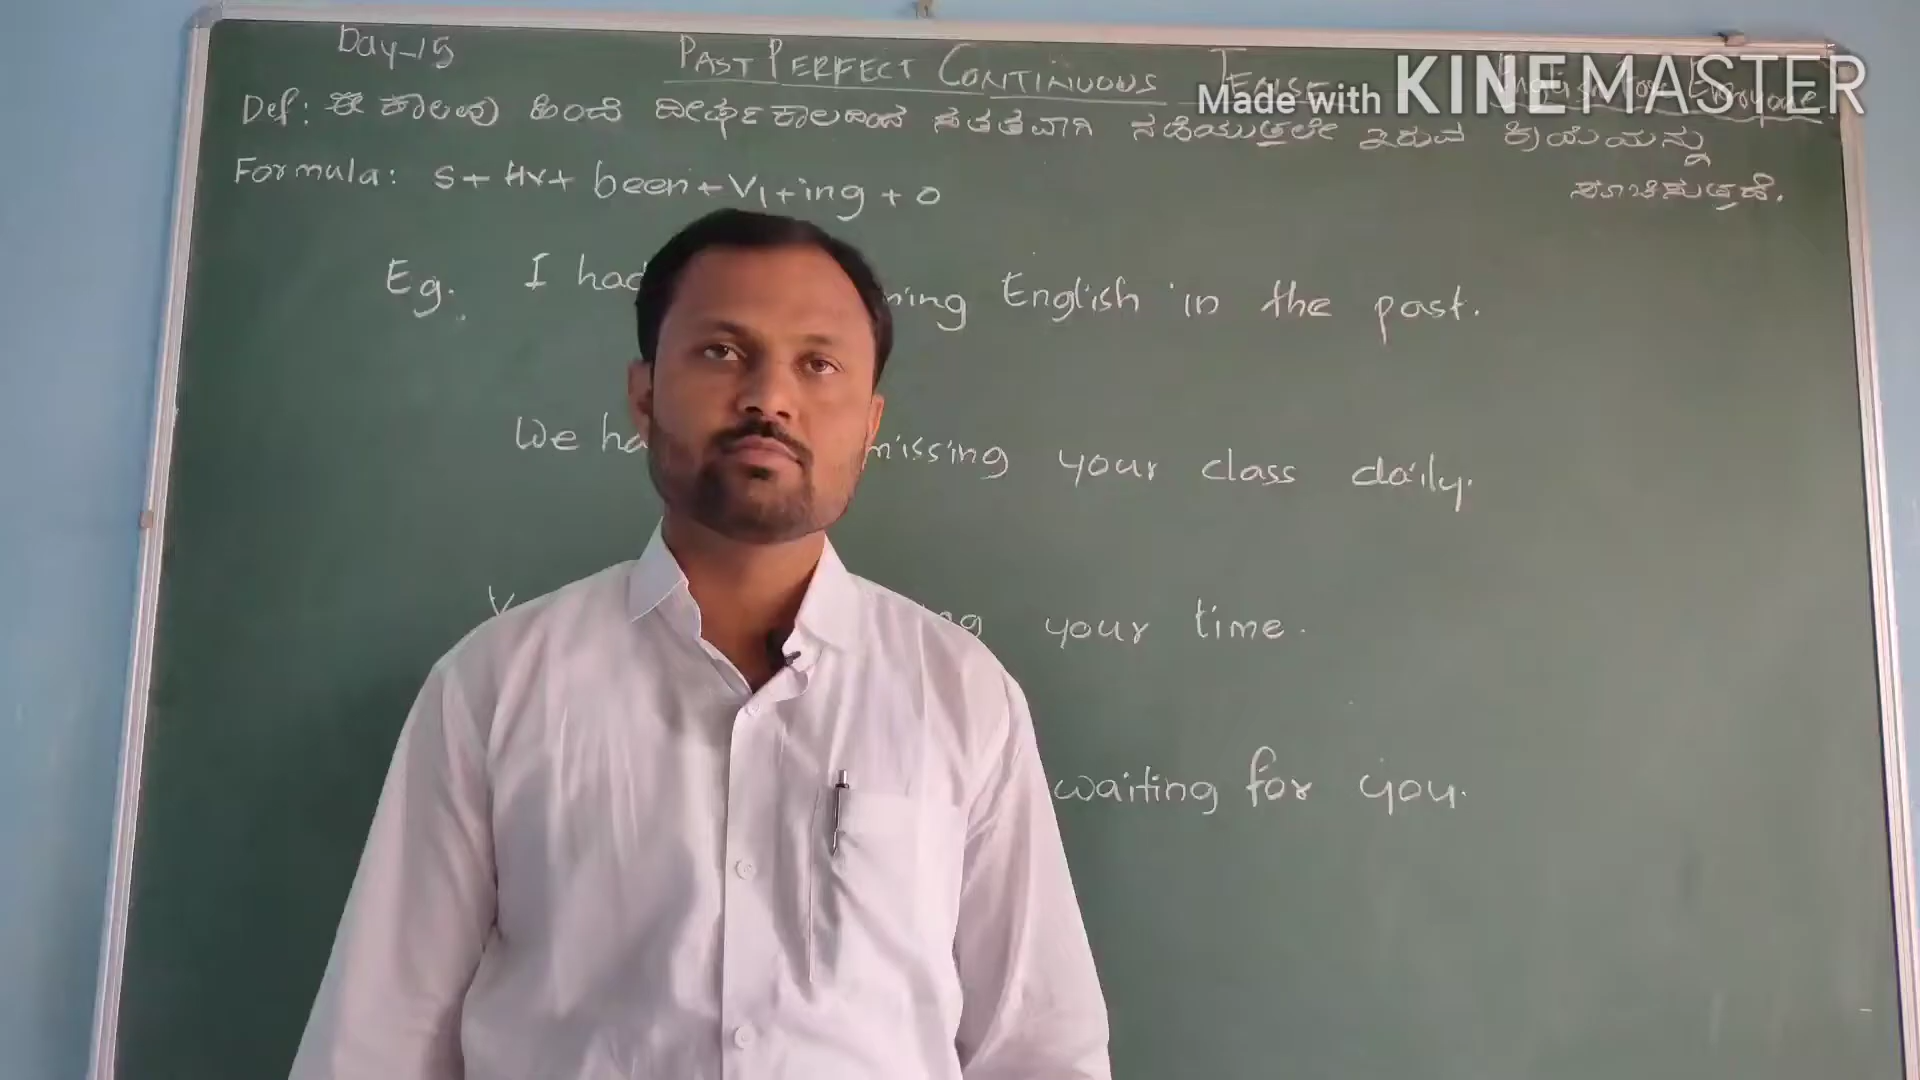 Day-15
PAST PERFECT CONTINUOUS TENSE
Made with KINEMASTER
Def: ಈ ಕಾಲವು ಹಿಂದೆ ದೀರ್ಘಕಾಲದಿಂದ ಸತತವಾಗಿ ನಡೆಯುತ್ತಲೇ ಇರುವ ಕ್ರಿಯೆಯನ್ನು
ಸೂಚಿಸುತ್ತದೆ.
Formula: S+ HV+ been+V1+ing +O
Eg. I had ning English in the past.
We ha missing your class daily.
ng your time.
waiting for you.